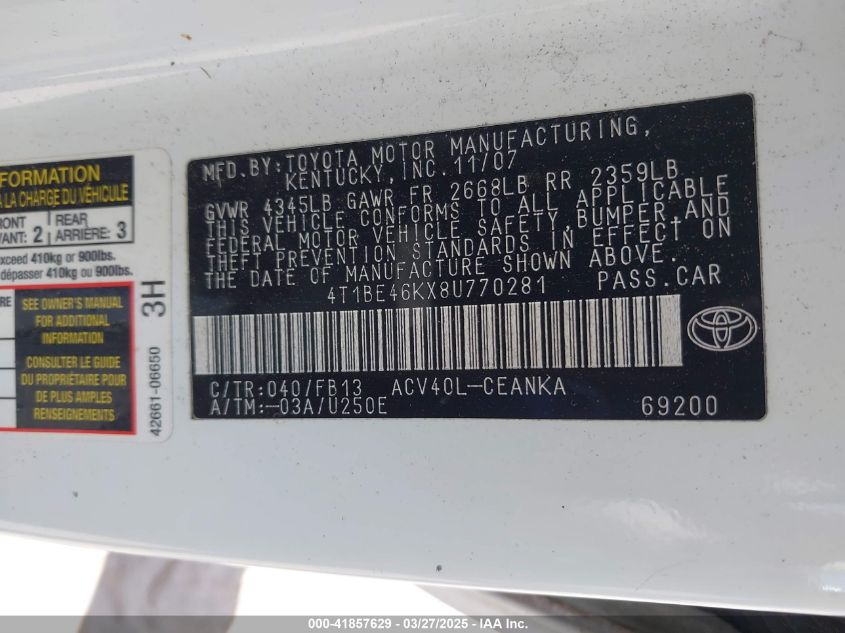 FORMATION
LA CHARGE DU VÉHICULE
RONT
REAR
VANT: 2
ARRIÈRE: 3
exceed 410kg or 900lbs.
dépasser 410kg ou 900lbs.
RE
SEE OWNER'S MANUAL
FOR ADDITIONAL
INFORMATION
CONSULTER LE GUIDE
DU PROPRIÉTAIRE POUR
DE PLUS AMPLES
RENSEIGNEMENTS
3H
42661-06650
MFD.BY:TOYOTA MOTOR MANUFACTURING,
KENTUCKY, INC. 11/07
GVWR 4345LB GAWR FR 2668LB RR 2359LB
THIS VEHICLE CONFORMS TO ALL APPLICABLE
FEDERAL MOTOR VEHICLE SAFETY,BUMPER,AND
THEFT PREVENTION STANDARDS IN EFFECT ON
THE DATE OF MANUFACTURE SHOWN ABOVE.
4T1BE46KX8U770281 PASS.CAR
C/TR:040/FB13 ACV40L-CEANKA
A/TM:-03A/U250E
69200
000-41857629 - 03/27/2025 - IAA Inc.